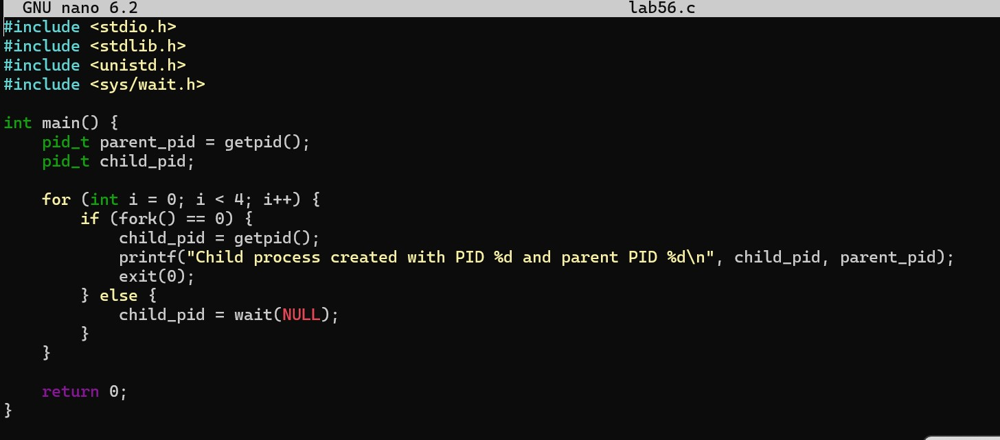 GNU nano 6.2 lab56.c
#include <stdio.h>
#include <stdlib.h>
#include <unistd.h>
#include <sys/wait.h>
int main() {
    pid_t parent_pid = getpid();
    pid_t child_pid;
    for (int i = 0; i < 4; i++) {
        if (fork() == 0) {
            child_pid = getpid();
            printf("Child process created with PID %d and parent PID %d\n", child_pid, parent_pid);
            exit(0);
        } else {
            child_pid = wait(NULL);
        }
    }
    return 0;
}